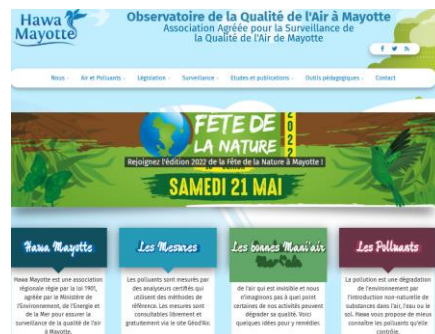 Hawa
Mayotte
Observatoire de la Qualité de l'Air à Mayotte
Association Agréée pour la Surveillance de
la Qualité de l'Air de Mayotte
Nous
Air et Polluants
Législation
Surveillance
Etudes et publications
Outils pédagogiques
Contact
FÊTE DE
LA NATURE
2022
Rejoignez l'édition 2022 de la Fête de la Nature à Mayotte !
SAMEDI 21 MAI
Hawa Mayotte
Hawa Mayotte est une association
régionale régie par la loi 1901,
agréée par le Ministère de
l'Environnement, de l'Energie et
de la Mer pour assurer la
surveillance de la qualité de l'air
à Mayotte.
Les Mesures
Les polluants sont mesurés par
des analyseurs certifiés qui
utilisent des méthodes de
référence. Les mesures sont
consultables librement et
gratuitement via le site Géod'Air.
Les bonnes Mani'air
de l'air qui est invisible et nous
n'imaginons pas à quel point
certaines de nos activités peuvent
dégrader sa qualité. Voici
quelques idées pour y remédier.
Les Polluants
La pollution est une dégradation
de l'environnement par
l'introduction non-naturelle de
substances dans l'air, l'eau ou le
sol. Hawa vous propose de mieux
connaître les polluants qu'elle
contrôle.